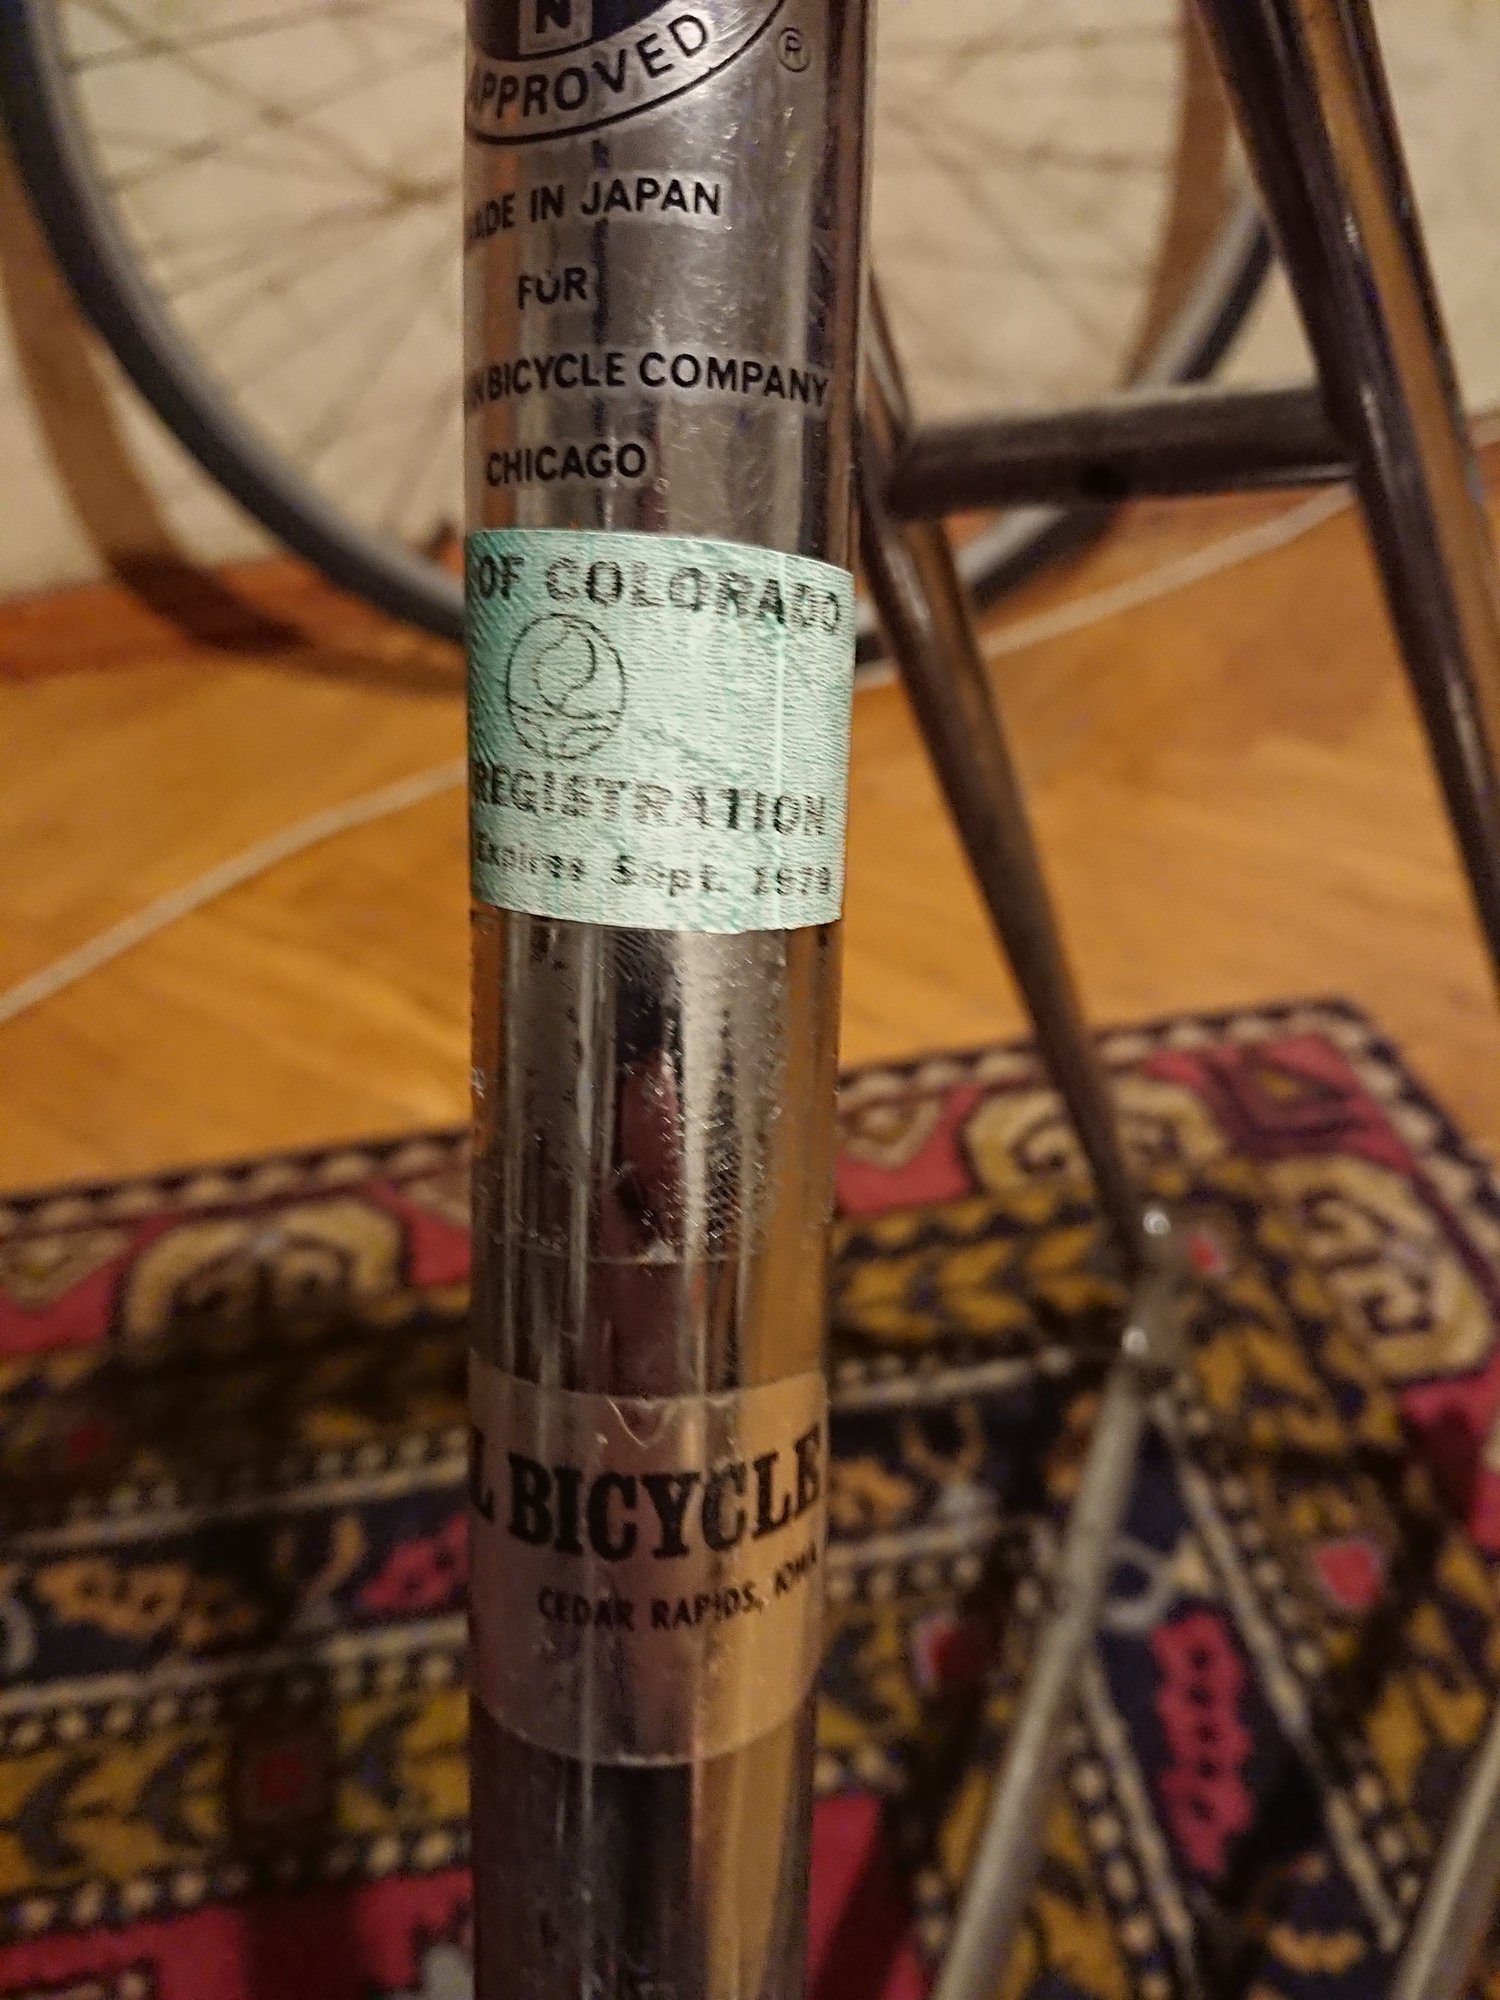 N
APPROVED
®
MADE IN JAPAN
FOR
N BICYCLE COMPANY
CHICAGO
OF COLORADO
REGISTRATION
Expires Sept. 1979
L BICYCLE
CEDAR RAPIDS, IOWA